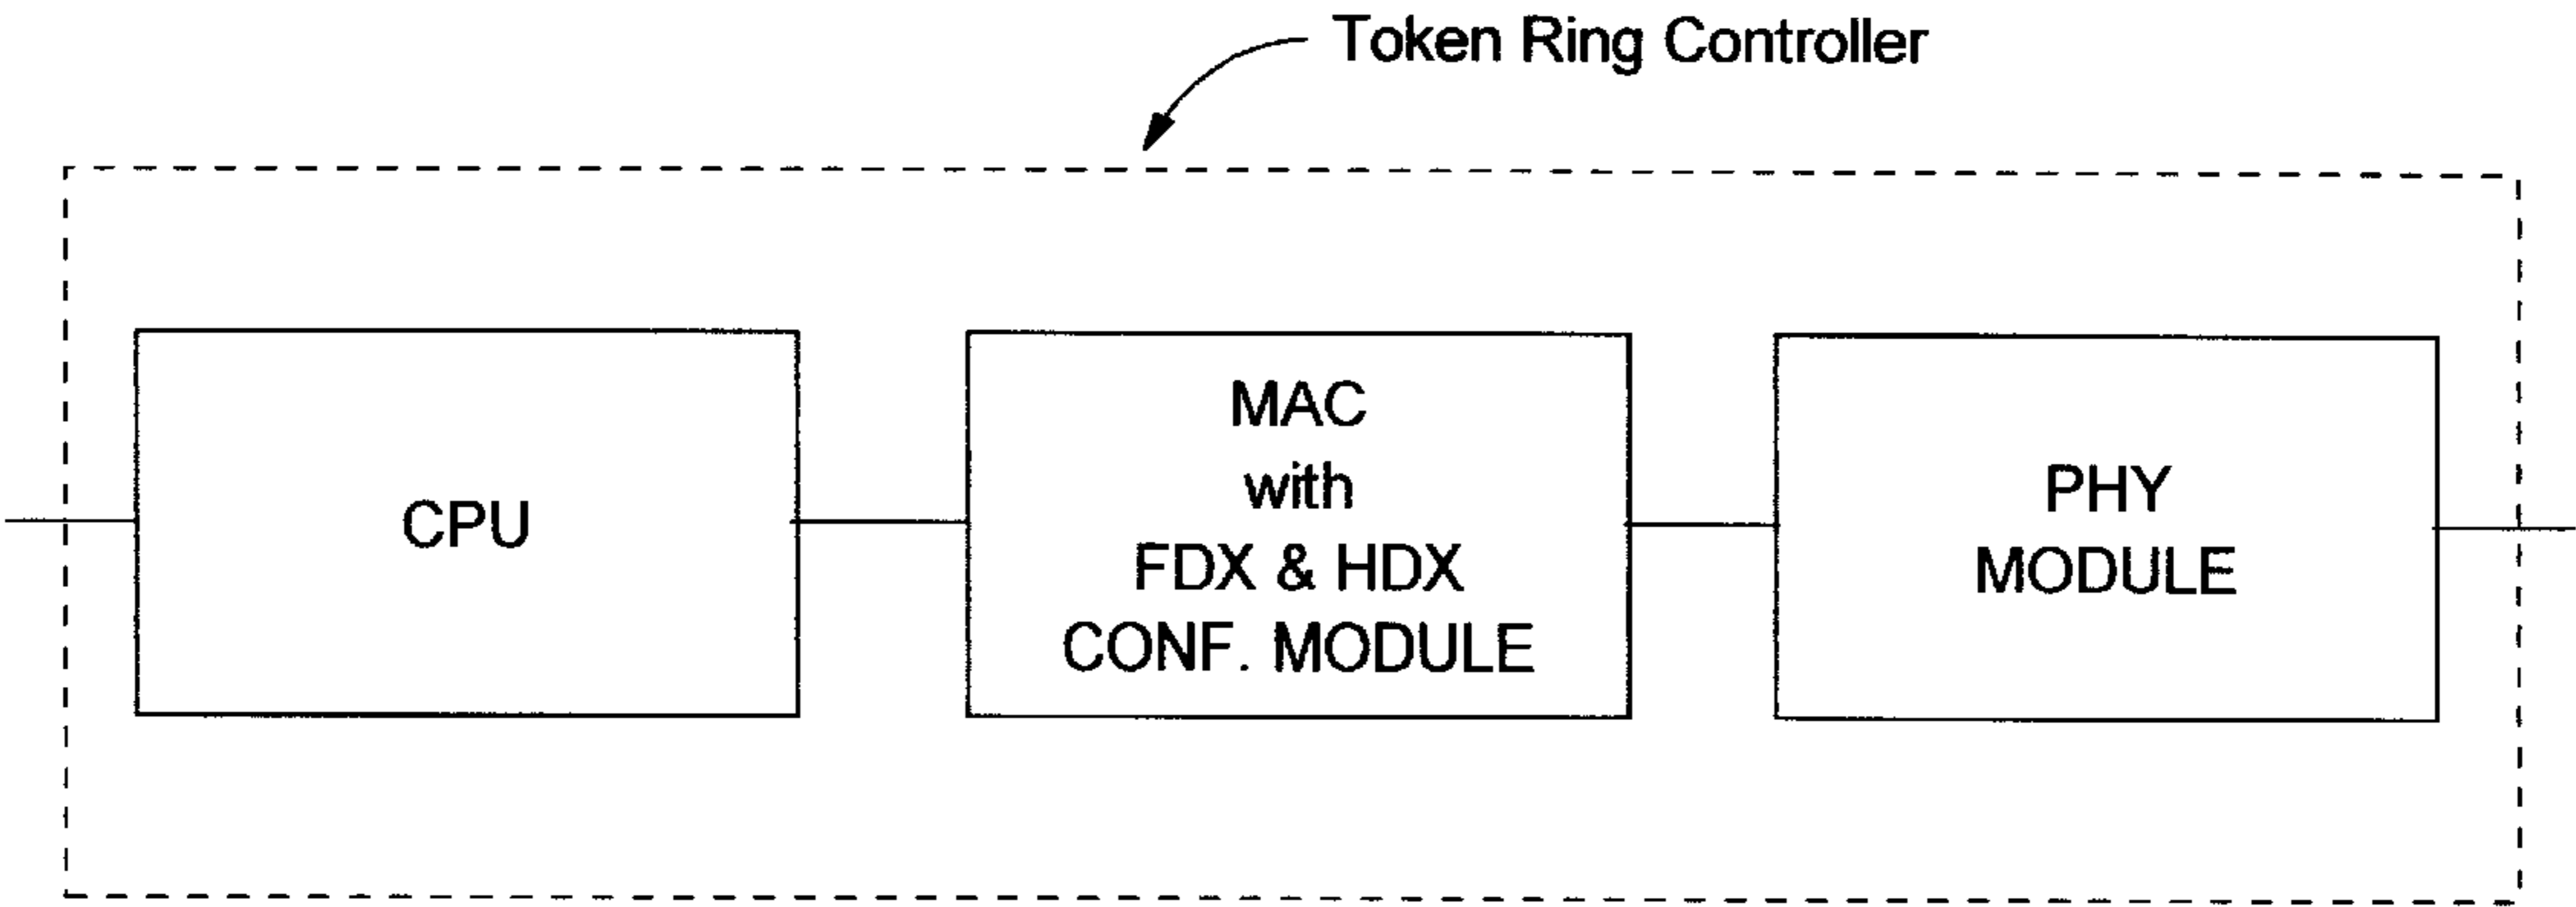 Token Ring Controller
CPU
MAC
with
FDX & HDX
CONF. MODULE
PHY
MODULE